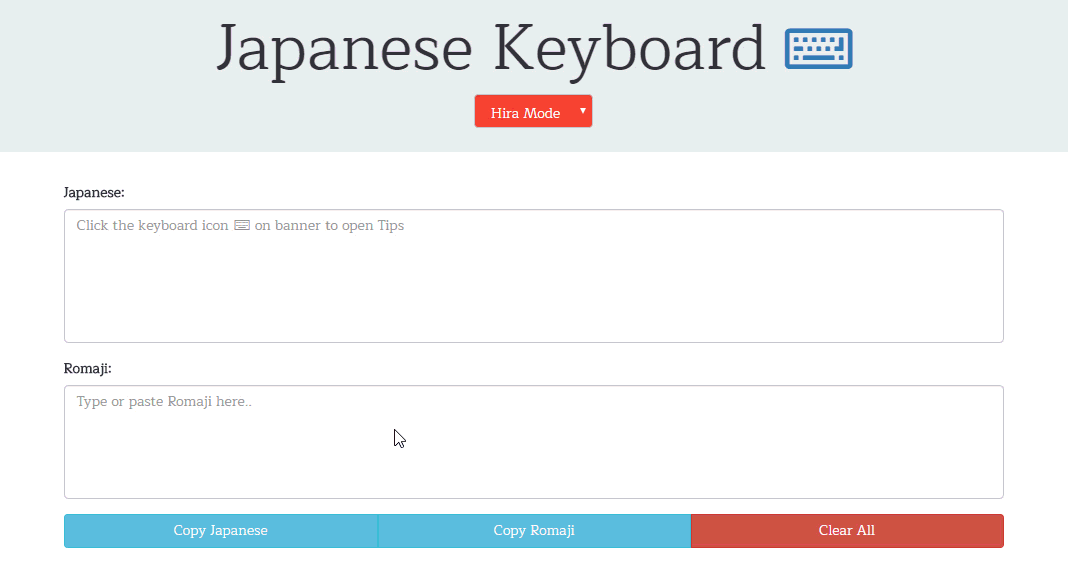 Japanese Keyboard
Hira Mode
Japanese:
Click the keyboard icon ⌨ on banner to open Tips
Romaji:
Type or paste Romaji here..
Copy Japanese
Copy Romaji
Clear All